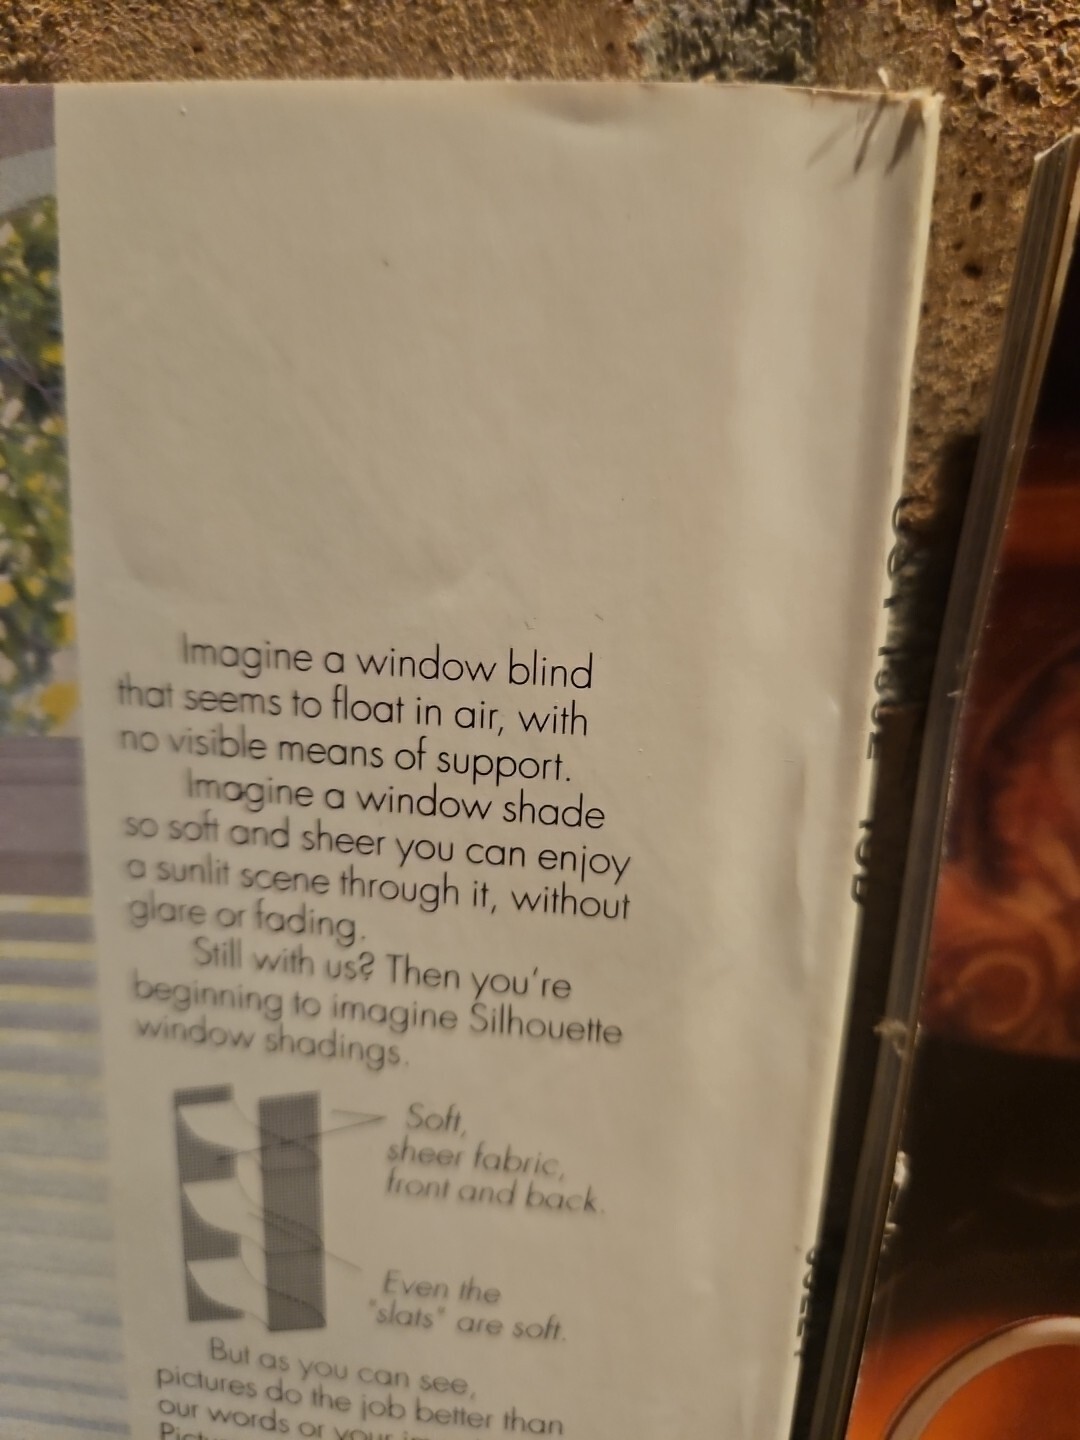 Imagine a window blind
that seems to float in air, with
no visible means of support.
Imagine a window shade
so soft and sheer you can enjoy
a sunlit scene through it, without
glare or fading.
Still with us? Then you're
beginning to imagine Silhouette
window shadings.
Soft,
sheer fabric,
front and back.
Even the
"slats" are soft.
But as you can see,
pictures do the job better than
our words or your